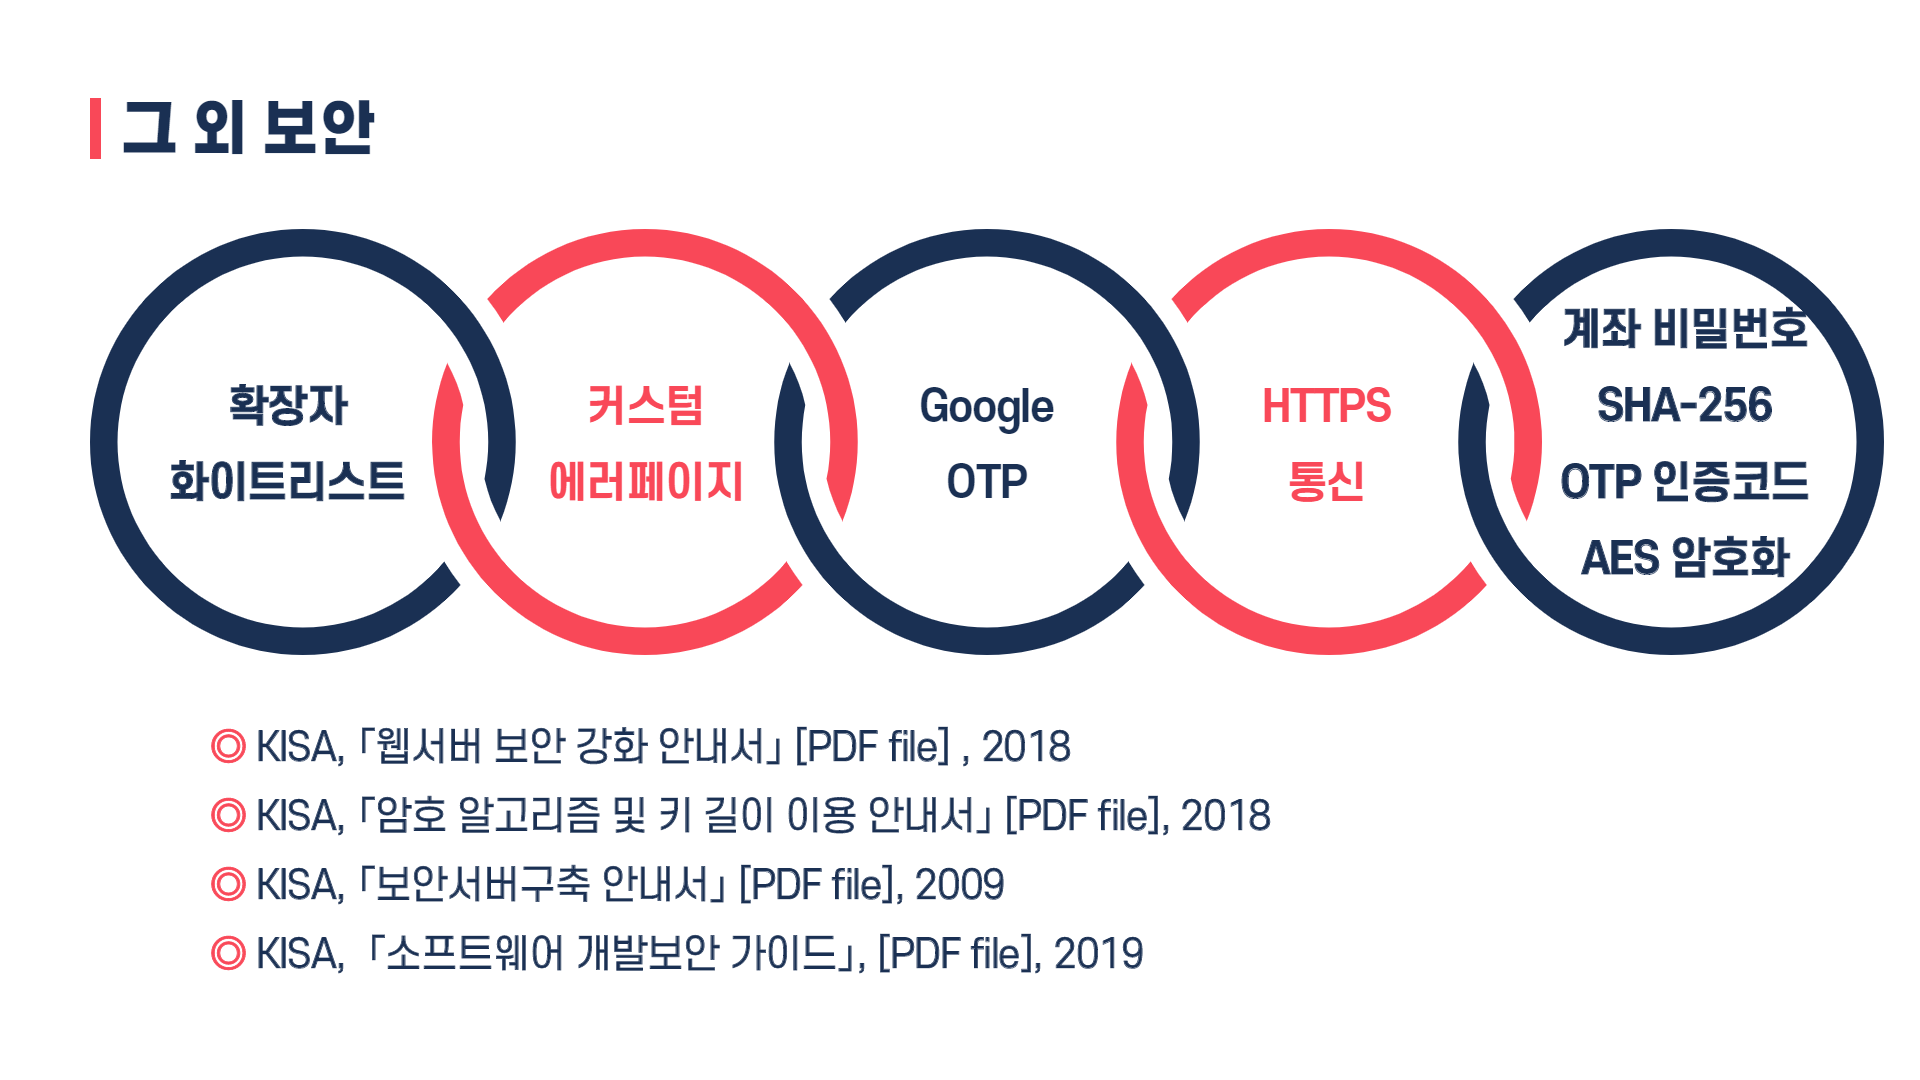 그 외 보안
확장자
화이트리스트
커스텀
에러페이지
Google
OTP
HTTPS
통신
계좌 비밀번호
SHA-256
OTP 인증코드
AES 암호화
◎ KISA, 「웹서버 보안 강화 안내서」 [PDF file] , 2018
◎ KISA, 「암호 알고리즘 및 키 길이 이용 안내서」 [PDF file], 2018
◎ KISA, 「보안서버구축 안내서」 [PDF file], 2009
◎ KISA, 「소프트웨어 개발보안 가이드」, [PDF file], 2019